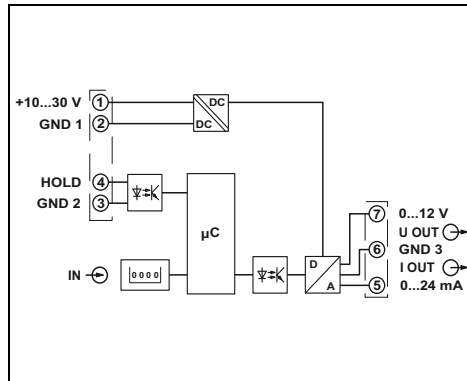 +10...30 V 1
GND 1 2
DC
DC
HOLD 4
GND 2 3
µC
IN
0000
D
A
7 0...12 V
U OUT
6 GND 3
I OUT
5 0...24 mA